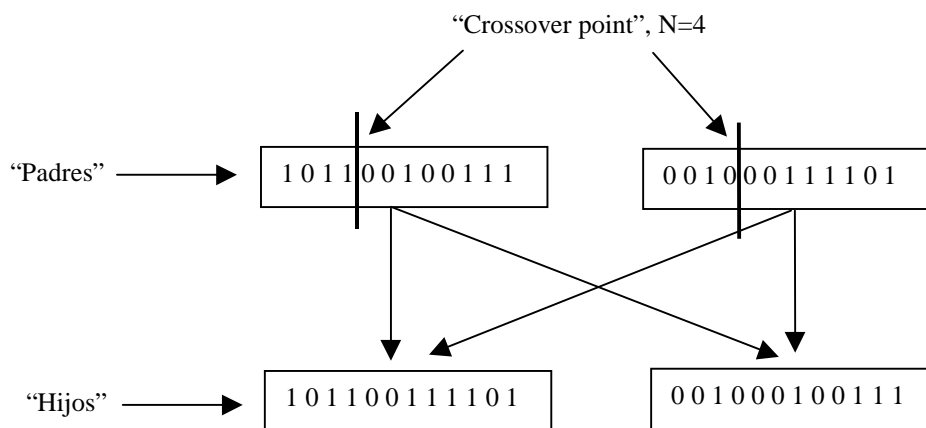 “Crossover point”, N=4
“Padres”
1 0 1 1 0 0 1 0 0 1 1 1
0 0 1 0 0 0 1 1 1 1 0 1
“Hijos”
1 0 1 1 0 0 1 1 1 1 0 1
0 0 1 0 0 0 1 0 0 1 1 1